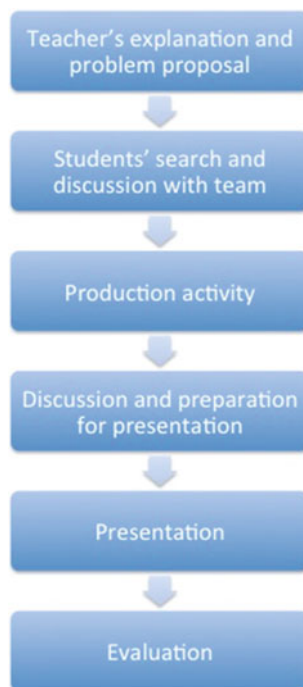 Teacher’s explanation and
problem proposal
Students’ search and
discussion with team
Production activity
Discussion and preparation
for presentation
Presentation
Evaluation